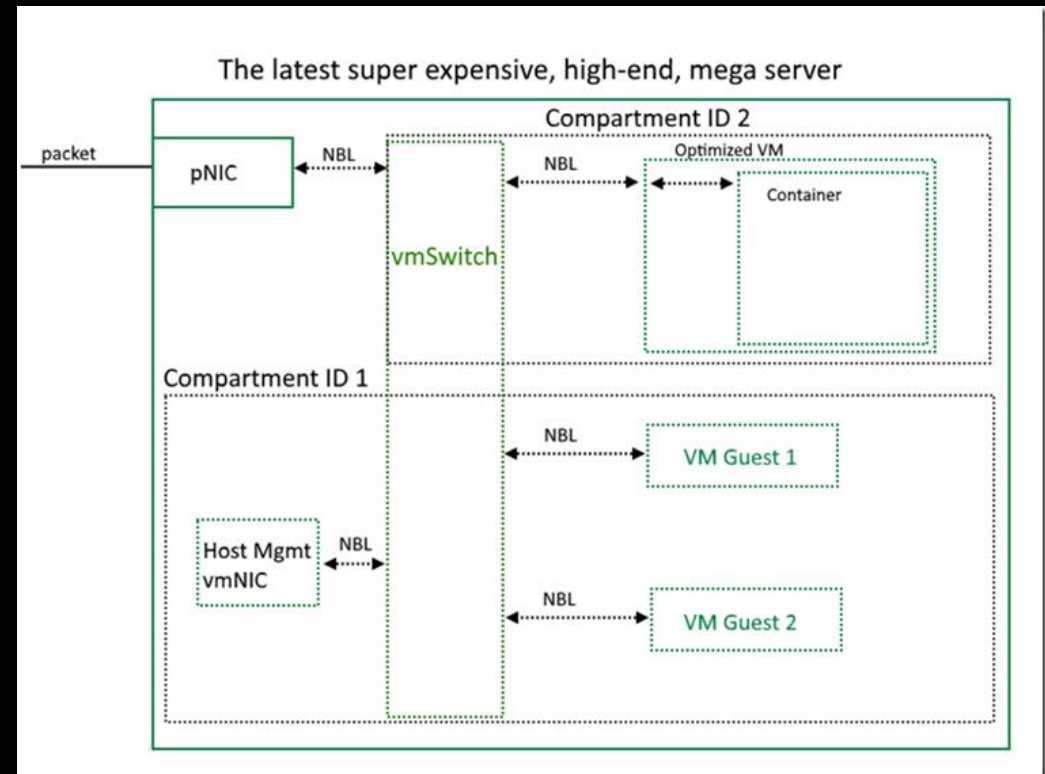 The latest super expensive, high-end, mega server
Compartment ID 2
packet
pNIC
NBL
NBL
Optimized VM
Container
vmSwitch
Compartment ID 1
NBL
VM Guest 1
Host Mgmt
vmNIC
NBL
NBL
VM Guest 2